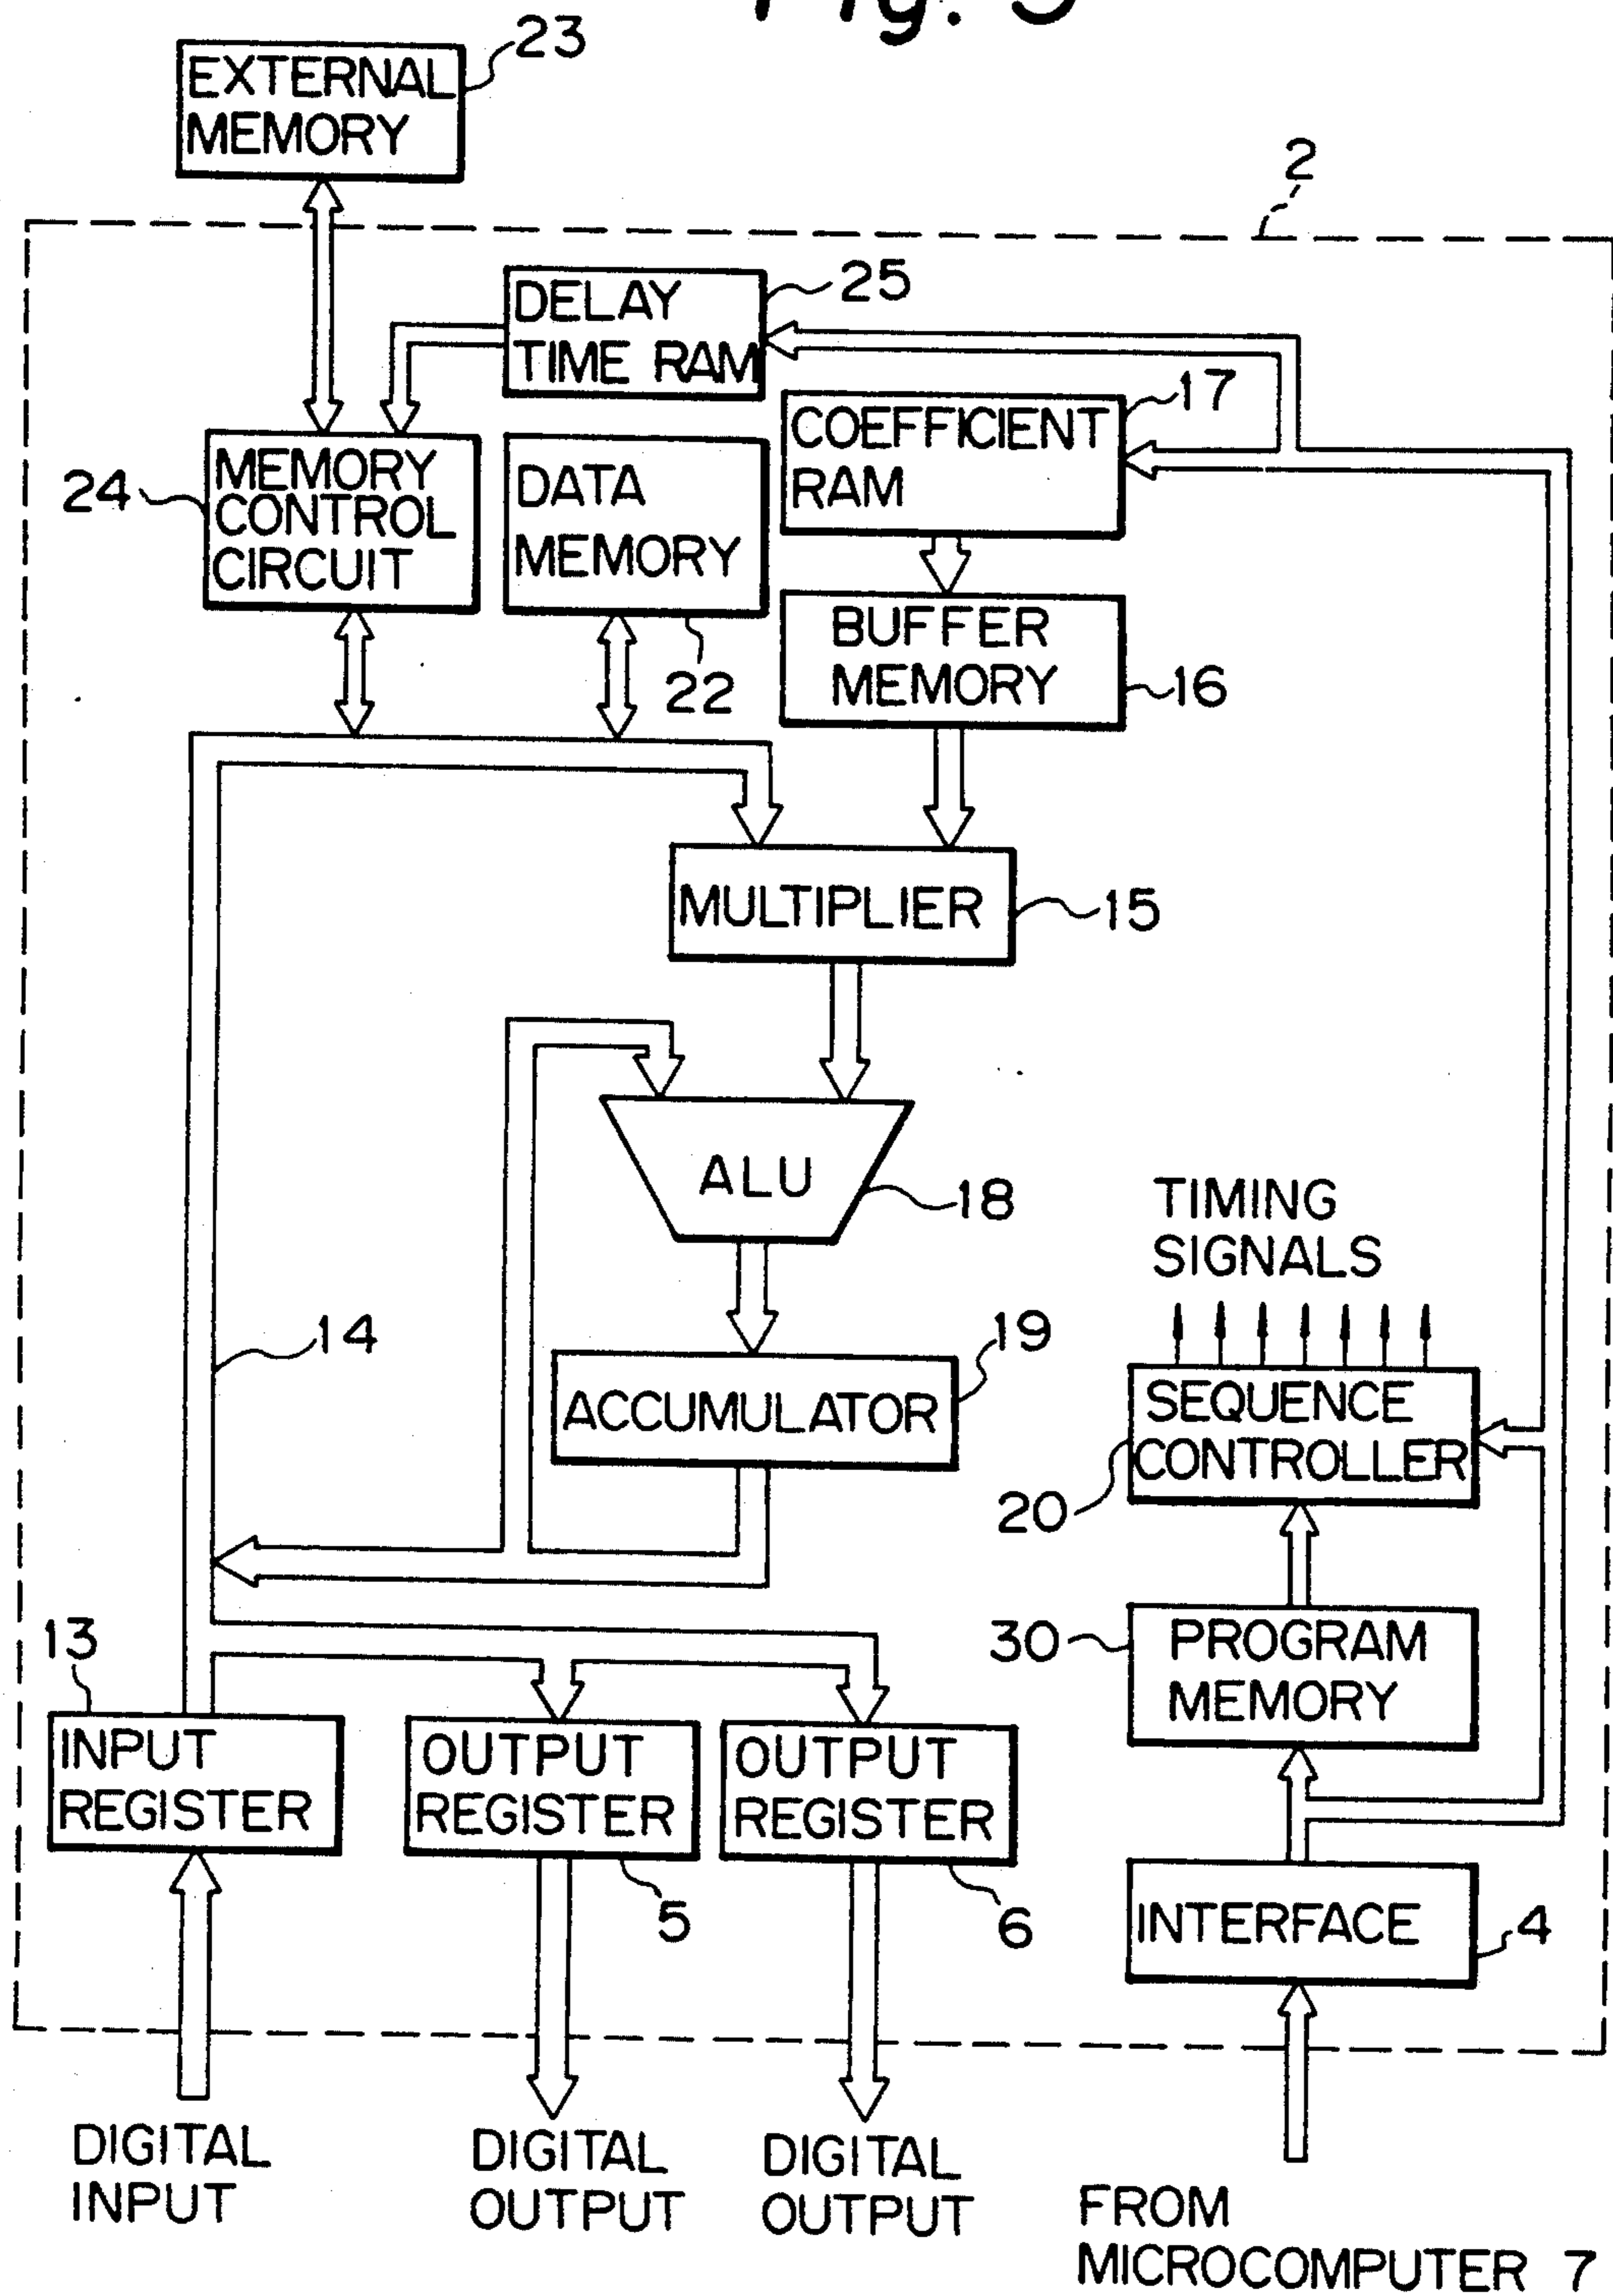 23
EXTERNAL
MEMORY
2
DELAY
TIME RAM
25
COEFFICIENT
RAM
17
24
MEMORY
CONTROL
CIRCUIT
DATA
MEMORY
22
BUFFER
MEMORY
16
MULTIPLIER
15
ALU
18
TIMING
SIGNALS
14
ACCUMULATOR
19
SEQUENCE
CONTROLLER
20
30
PROGRAM
MEMORY
13
INPUT
REGISTER
OUTPUT
REGISTER
5
OUTPUT
REGISTER
6
INTERFACE
4
DIGITAL
INPUT
DIGITAL
OUTPUT
DIGITAL
OUTPUT
FROM
MICROCOMPUTER 7